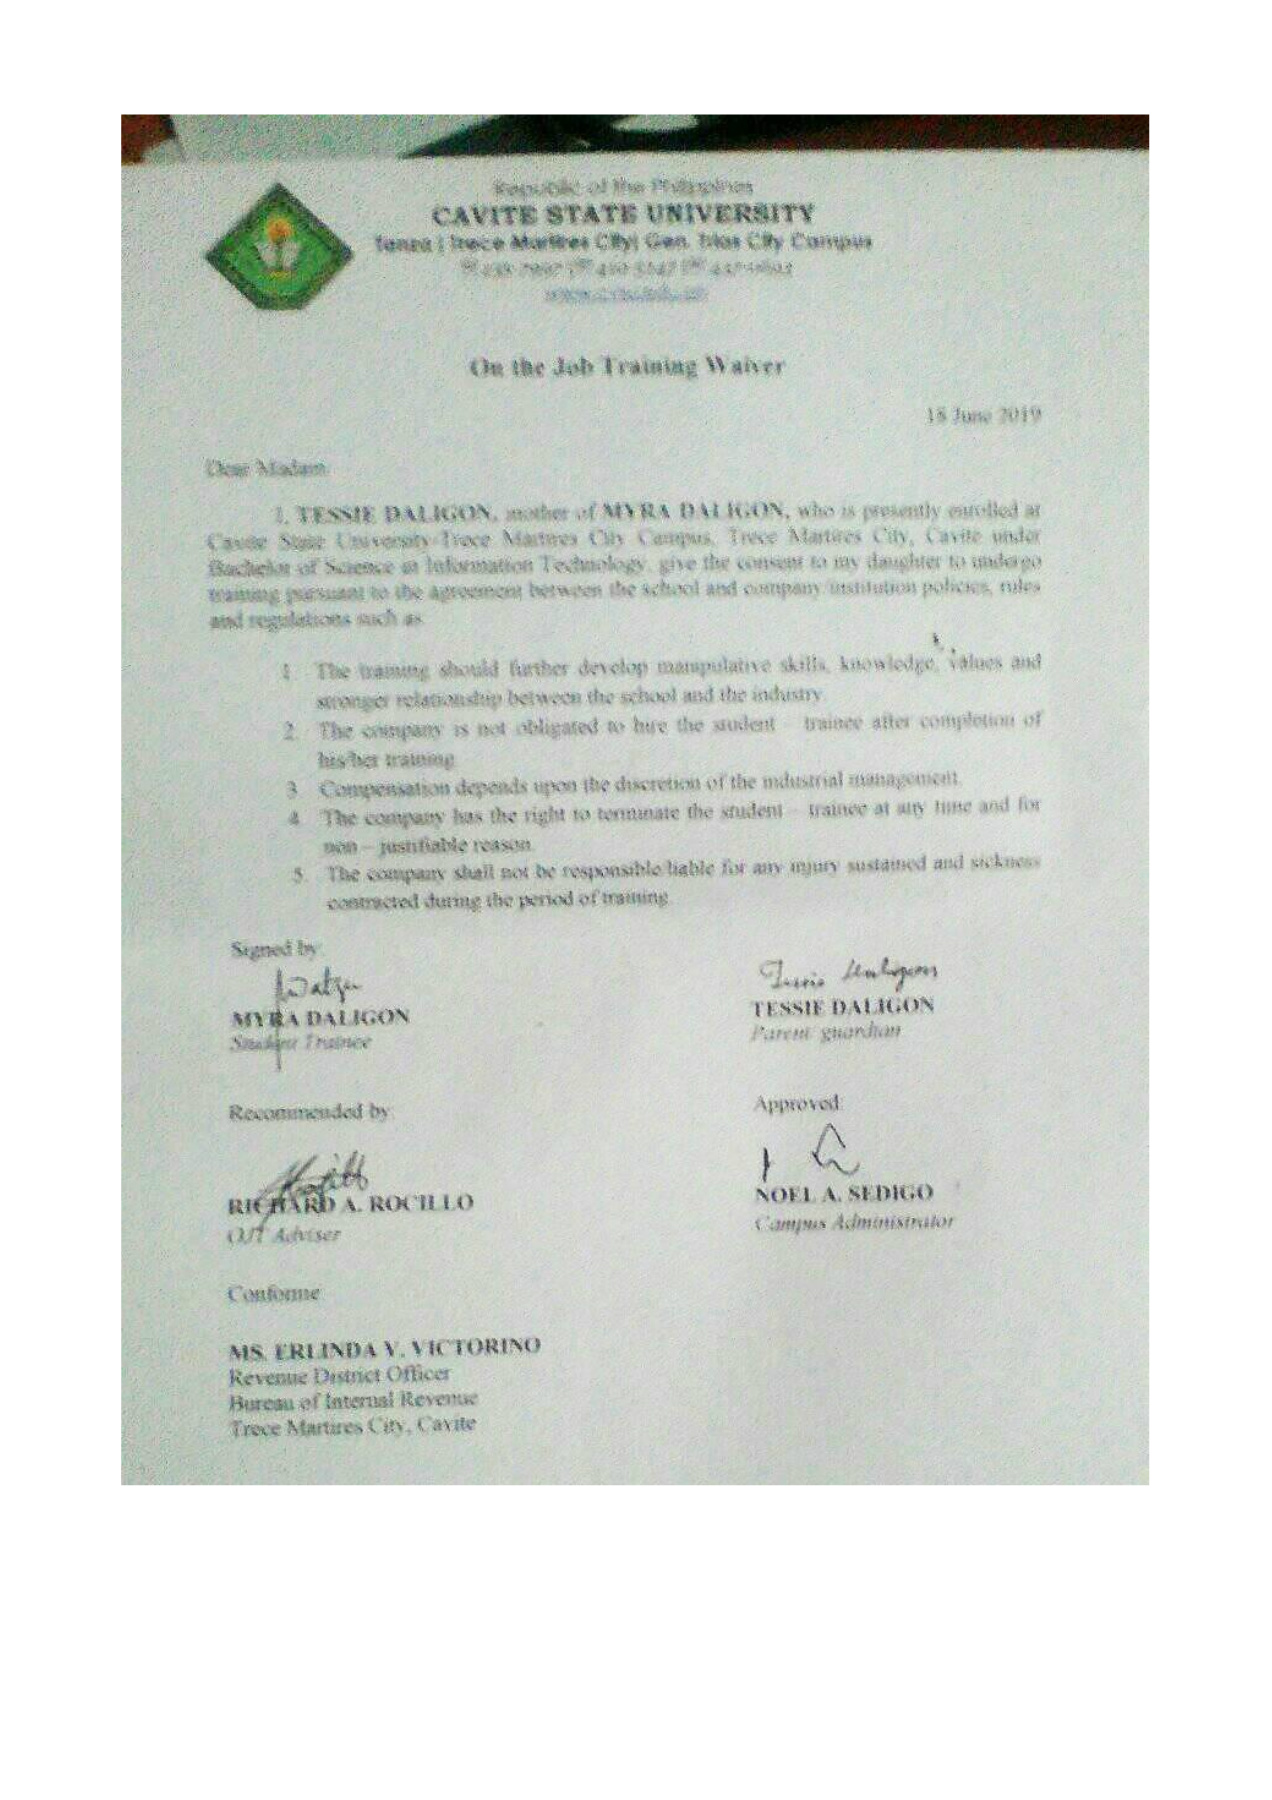 Republic of the Philippines
CAVITE STATE UNIVERSITY
Tanza | Trece Martires City| Gen. Trias City Campus
On the Job Training Waiver
18 June 2019
Dear Madam:
I, TESSIE DALIGON, mother of MYRA DALIGON, who is presently enrolled at
Cavite State University-Trece Martires City Campus, Trece Martires City, Cavite under
Bachelor of Science in Information Technology, give the consent to my daughter to undergo
training pursuant to the agreement between the school and company/institution policies, rules
and regulations such as
1. The training should further develop manipulative skills, knowledge, values and
stronger relationship between the school and the industry.
2. The company is not obligated to hire the student – trainee after completion of
his/her training.
3. Compensation depends upon the discretion of the industrial management.
4. The company has the right to terminate the student – trainee at any time and for
non – justifiable reason.
5. The company shall not be responsible/liable for any injury sustained and sickness
contracted during the period of training.
Signed by:
Tessie Daligon
MYRA DALIGON TESSIE DALIGON
Student Trainee Parent/guardian
Recommended by: Approved:
RICHARD A. ROCILLO NOEL A. SEDIGO
OJT Adviser Campus Administrator
Conforme
MS. ERLINDA V. VICTORINO
Revenue District Officer
Bureau of Internal Revenue
Trece Martires City, Cavite